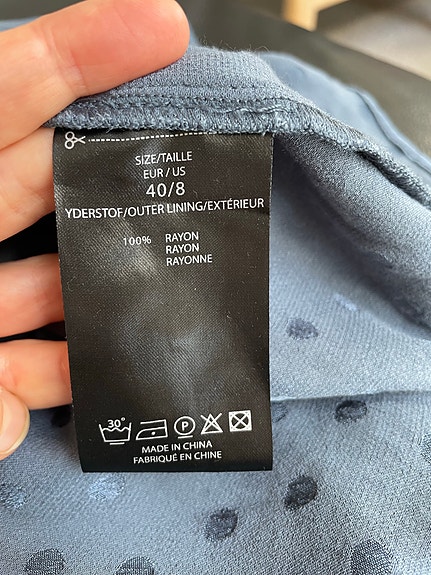 SIZE/TAILLE
EUR / US
40/8
YDERSTOF/OUTER LINING/EXTÉRIEUR
100% RAYON
RAYON
RAYONNE
30°
P
MADE IN CHINA
FABRIQUÉ EN CHINE